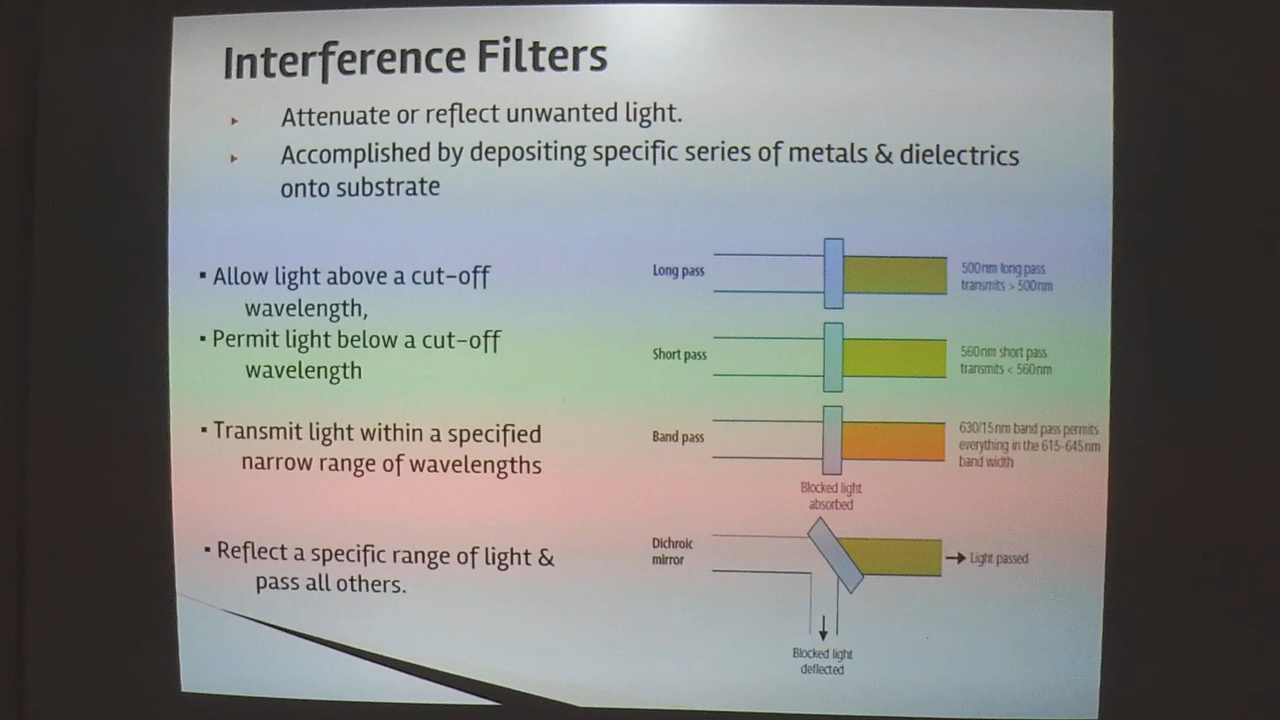 Interference Filters
▸ Attenuate or reflect unwanted light.
▸ Accomplished by depositing specific series of metals & dielectrics
onto substrate
▪ Allow light above a cut-off
wavelength,
▪ Permit light below a cut-off
wavelength
▪ Transmit light within a specified
narrow range of wavelengths
▪ Reflect a specific range of light &
pass all others.
Long pass
500nm long pass
transmits > 500nm
Short pass
560nm short pass
transmits < 560nm
Band pass
630/15nm band pass permits
everything in the 615-645nm
band width
Blocked light
absorbed
Dichroic
mirror
Light passed
Blocked light
deflected